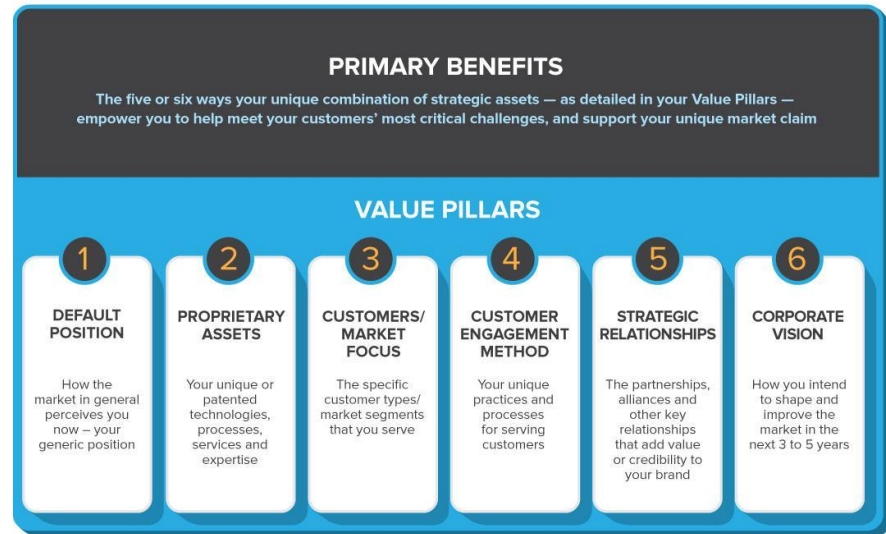 PRIMARY BENEFITS
The five or six ways your unique combination of strategic assets — as detailed in your Value Pillars —
empower you to help meet your customers’ most critical challenges, and support your unique market claim
VALUE PILLARS
1
DEFAULT
POSITION
How the
market in general
perceives you
now – your
generic position
2
PROPRIETARY
ASSETS
Your unique or
patented
technologies,
processes,
services and
expertise
3
CUSTOMERS/
MARKET
FOCUS
The specific
customer types/
market segments
that you serve
4
CUSTOMER
ENGAGEMENT
METHOD
Your unique
practices and
processes
for serving
customers
5
STRATEGIC
RELATIONSHIPS
The partnerships,
alliances and
other key
relationships
that add value
or credibility to
your brand
6
CORPORATE
VISION
How you intend
to shape and
improve the
market in the
next 3 to 5 years